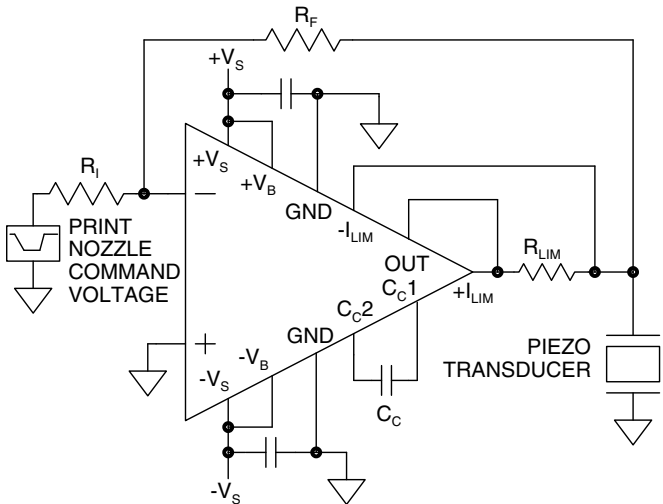 R_F
+V_S
R_I
+V_S
+V_B
GND
-I_LIM
OUT
R_LIM
+I_LIM
C_C1
C_C2
GND
-V_B
-V_S
PRINT
NOZZLE
COMMAND
VOLTAGE
−
+
C_C
PIEZO
TRANSDUCER
-V_S